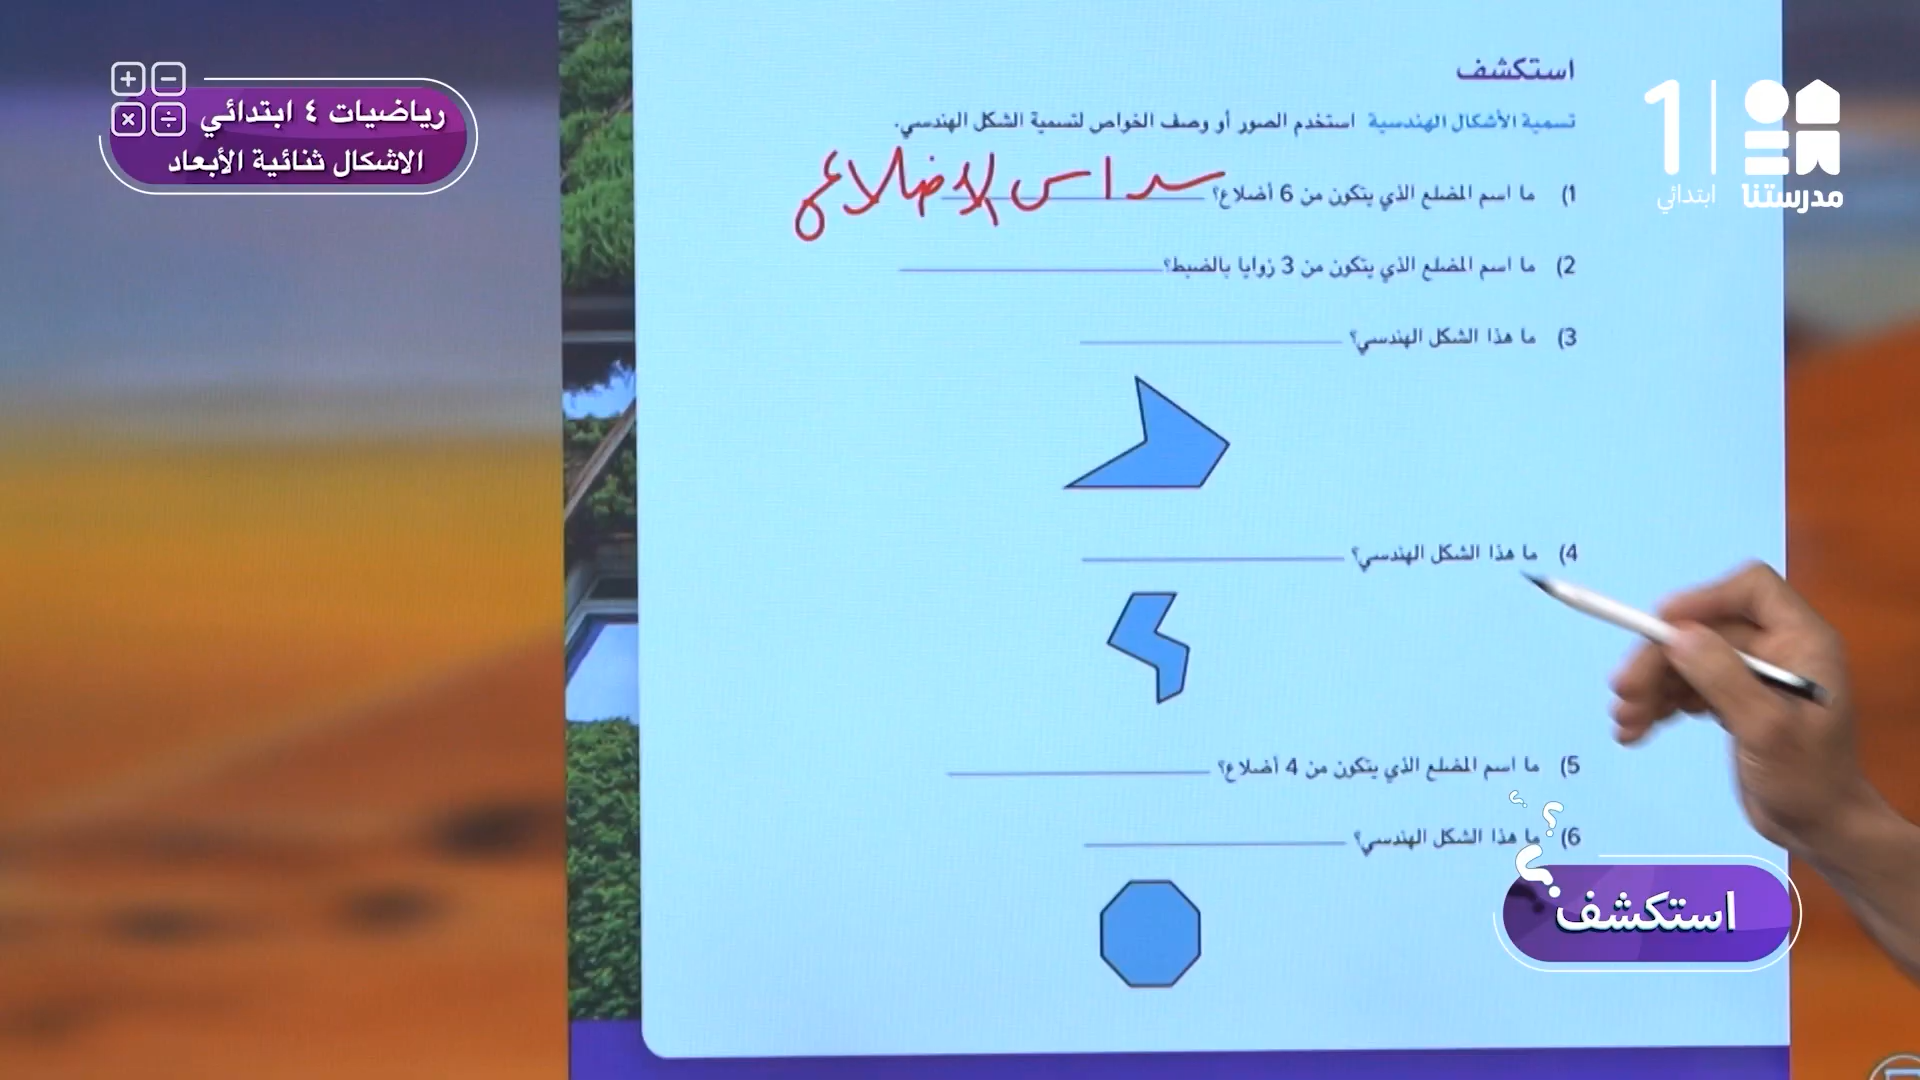 رياضيات ٤ ابتدائي
الاشكال ثنائية الأبعاد
1
ابتدائي
مدرستنا
استكشف
تسمية الأشكال الهندسية استخدم الصور أو وصف الخواص لتسمية الشكل الهندسي.
1) ما اسم المضلع الذي يتكون من 6 أضلاع؟ سداسي الاضلاع
2) ما اسم المضلع الذي يتكون من 3 زوايا بالضبط؟
3) ما هذا الشكل الهندسي؟
4) ما هذا الشكل الهندسي؟
5) ما اسم المضلع الذي يتكون من 4 أضلاع؟
6) ما هذا الشكل الهندسي؟
؟ ؟ ؟
استكشف